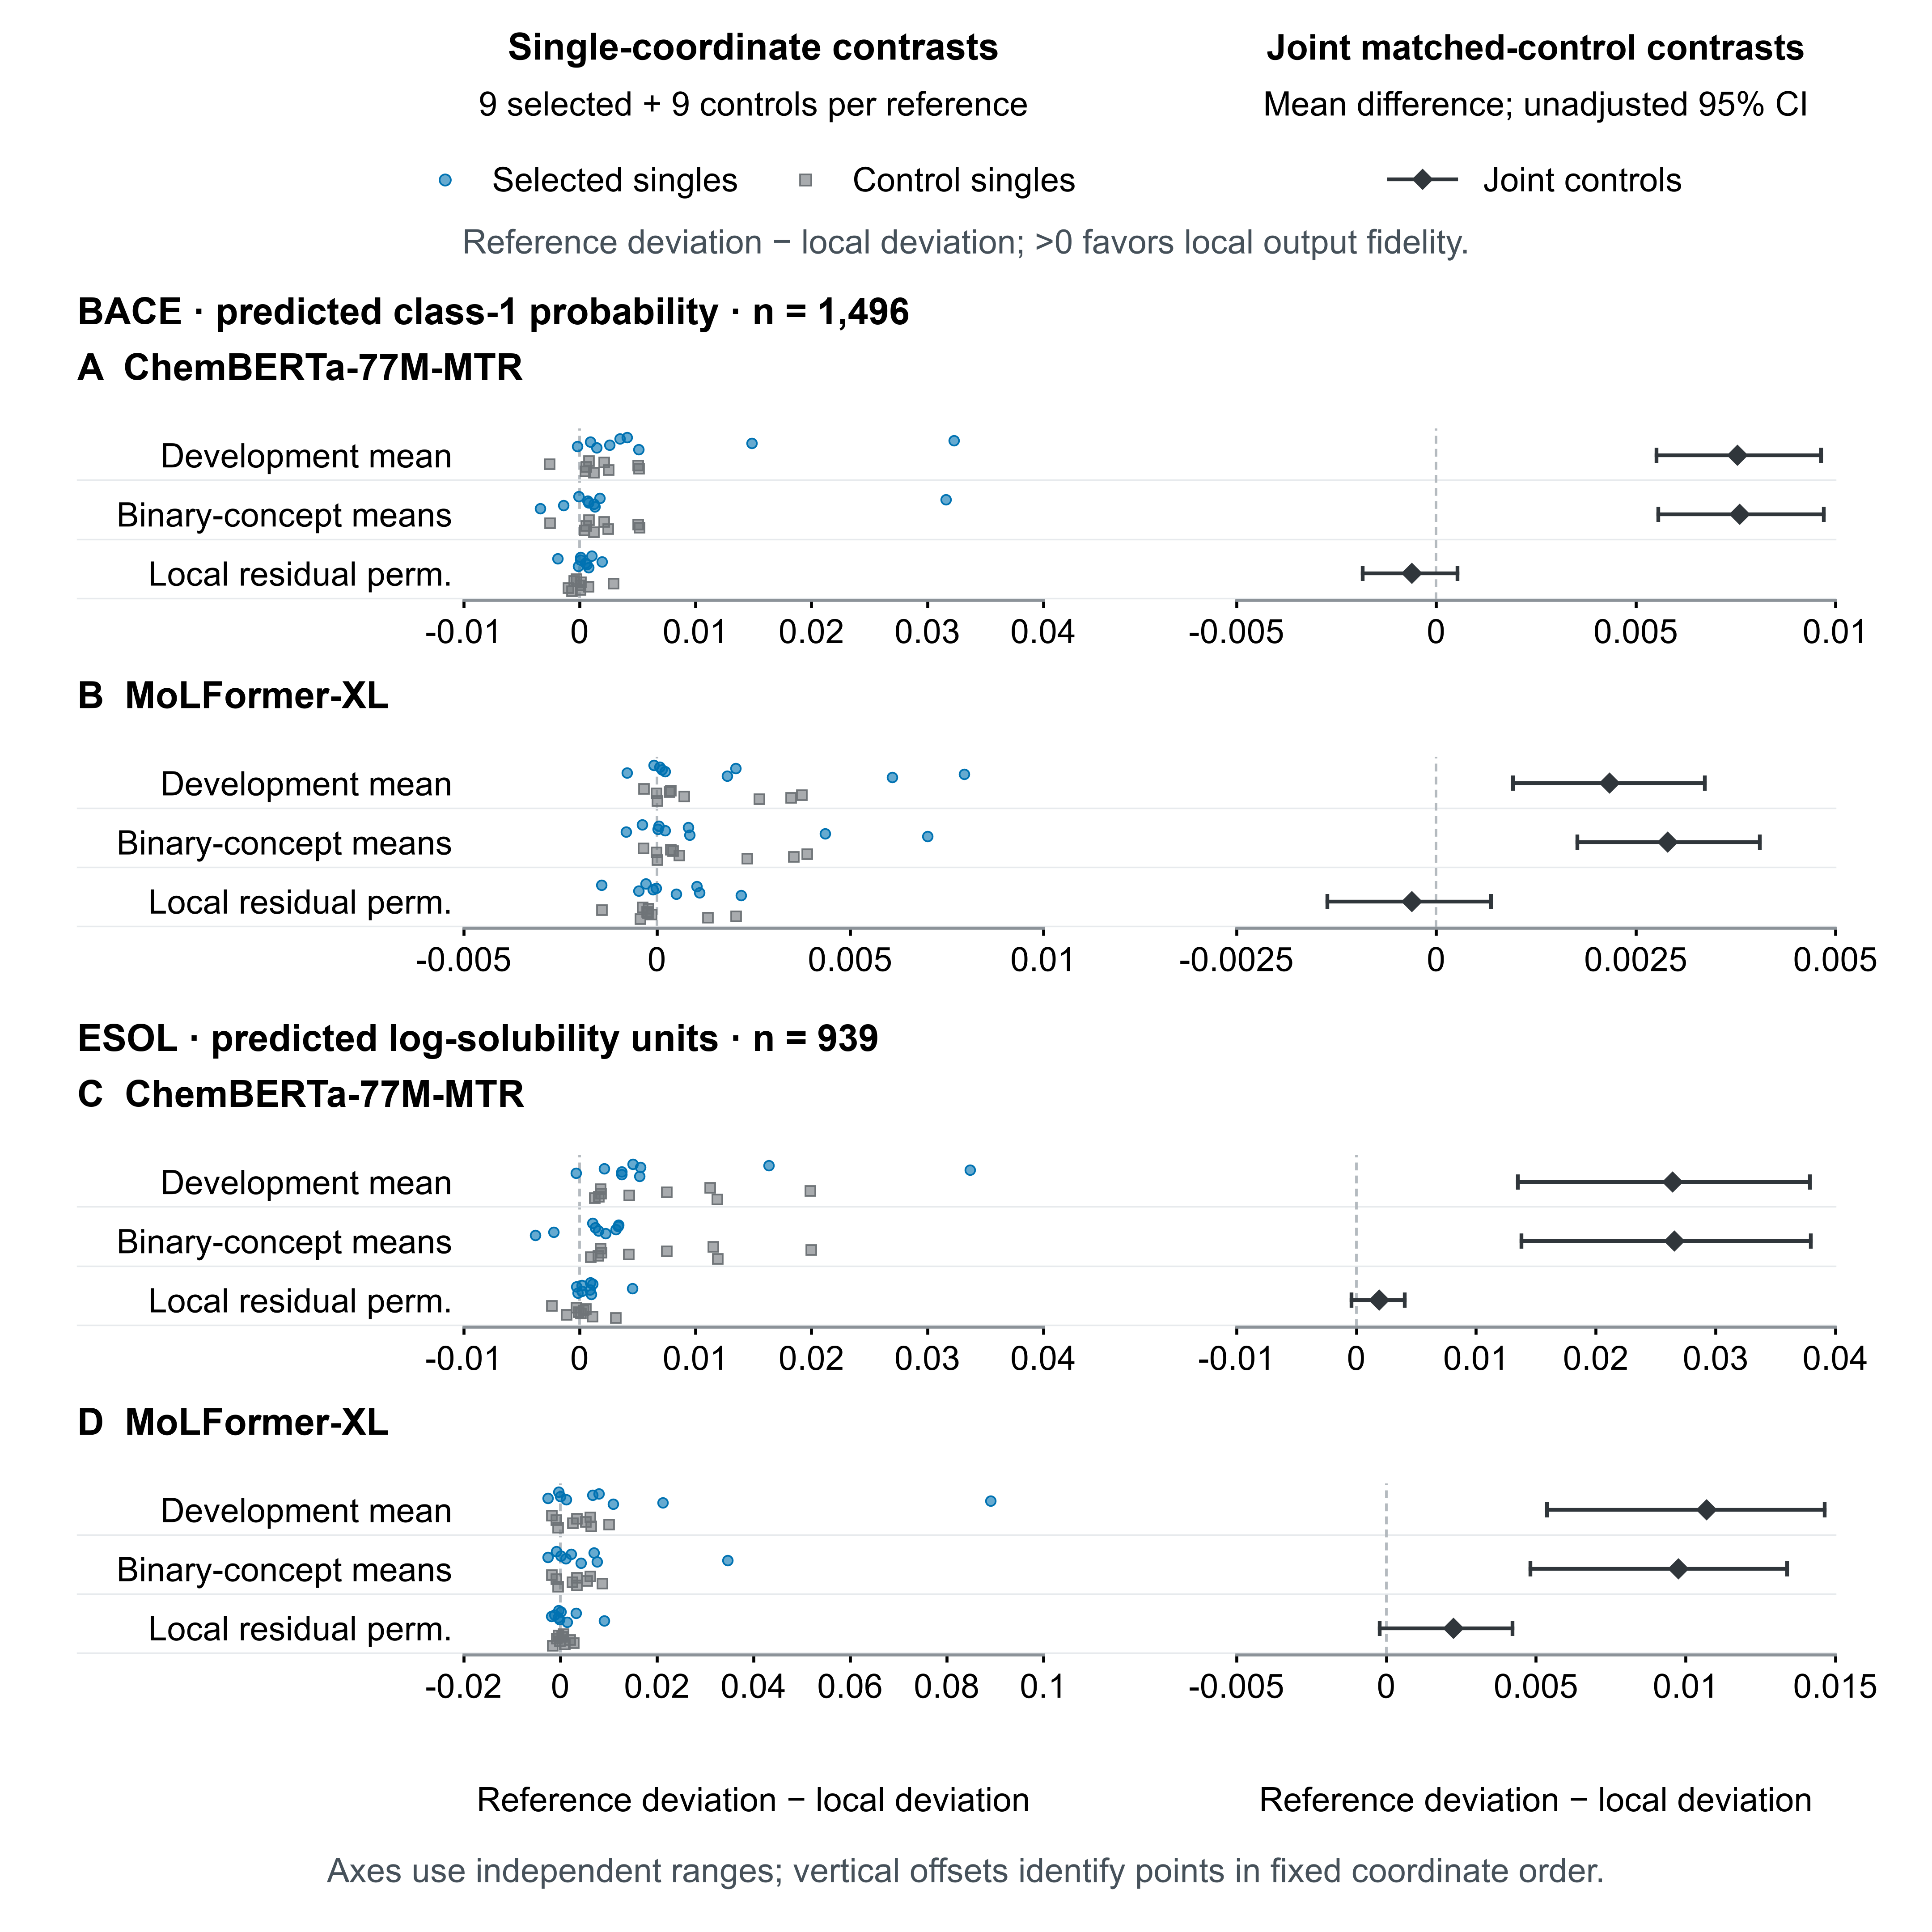 Single-coordinate contrasts
Joint matched-control contrasts
9 selected + 9 controls per reference
Mean difference; unadjusted 95% CI
Selected singles
Control singles
Joint controls
Reference deviation − local deviation; >0 favors local output fidelity.
BACE · predicted class-1 probability · n = 1,496
A ChemBERTa-77M-MTR
Development mean
Binary-concept means
Local residual perm.
-0.01 0 0.01 0.02 0.03 0.04
-0.005 0 0.005 0.01
B MoLFormer-XL
Development mean
Binary-concept means
Local residual perm.
-0.005 0 0.005 0.01
-0.0025 0 0.0025 0.005
ESOL · predicted log-solubility units · n = 939
C ChemBERTa-77M-MTR
Development mean
Binary-concept means
Local residual perm.
-0.01 0 0.01 0.02 0.03 0.04
-0.01 0 0.01 0.02 0.03 0.04
D MoLFormer-XL
Development mean
Binary-concept means
Local residual perm.
-0.02 0 0.02 0.04 0.06 0.08 0.1
-0.005 0 0.005 0.01 0.015
Reference deviation − local deviation
Reference deviation − local deviation
Axes use independent ranges; vertical offsets identify points in fixed coordinate order.